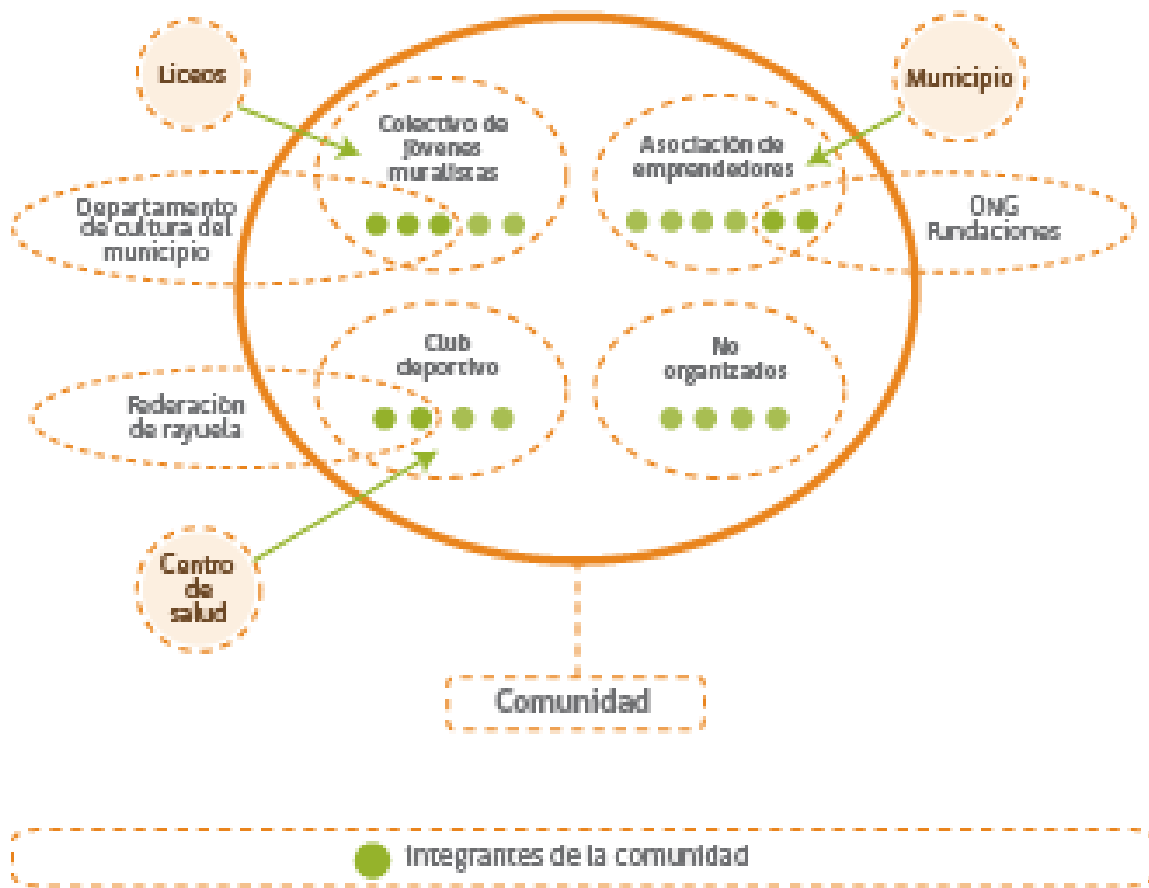 Liceos
Municipio
Colectivo de
jóvenes
muralistas
Asociación de
emprendedores
Departamento
de cultura del
municipio
ONG
Fundaciones
Club
deportivo
No
organizados
Federación
de rayuela
Centro
de
salud
Comunidad
Integrantes de la comunidad